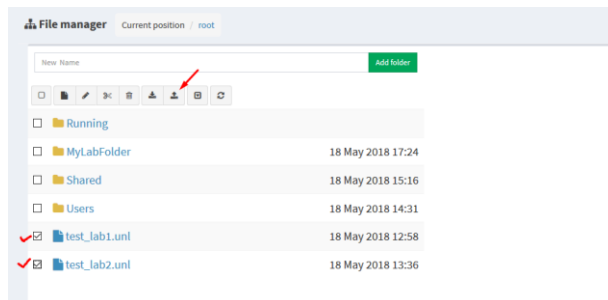 File manager Current position / root
New Name Add folder
Running
MyLabFolder 18 May 2018 17:24
Shared 18 May 2018 15:16
Users 18 May 2018 14:31
test_lab1.unl 18 May 2018 12:58
test_lab2.unl 18 May 2018 13:36